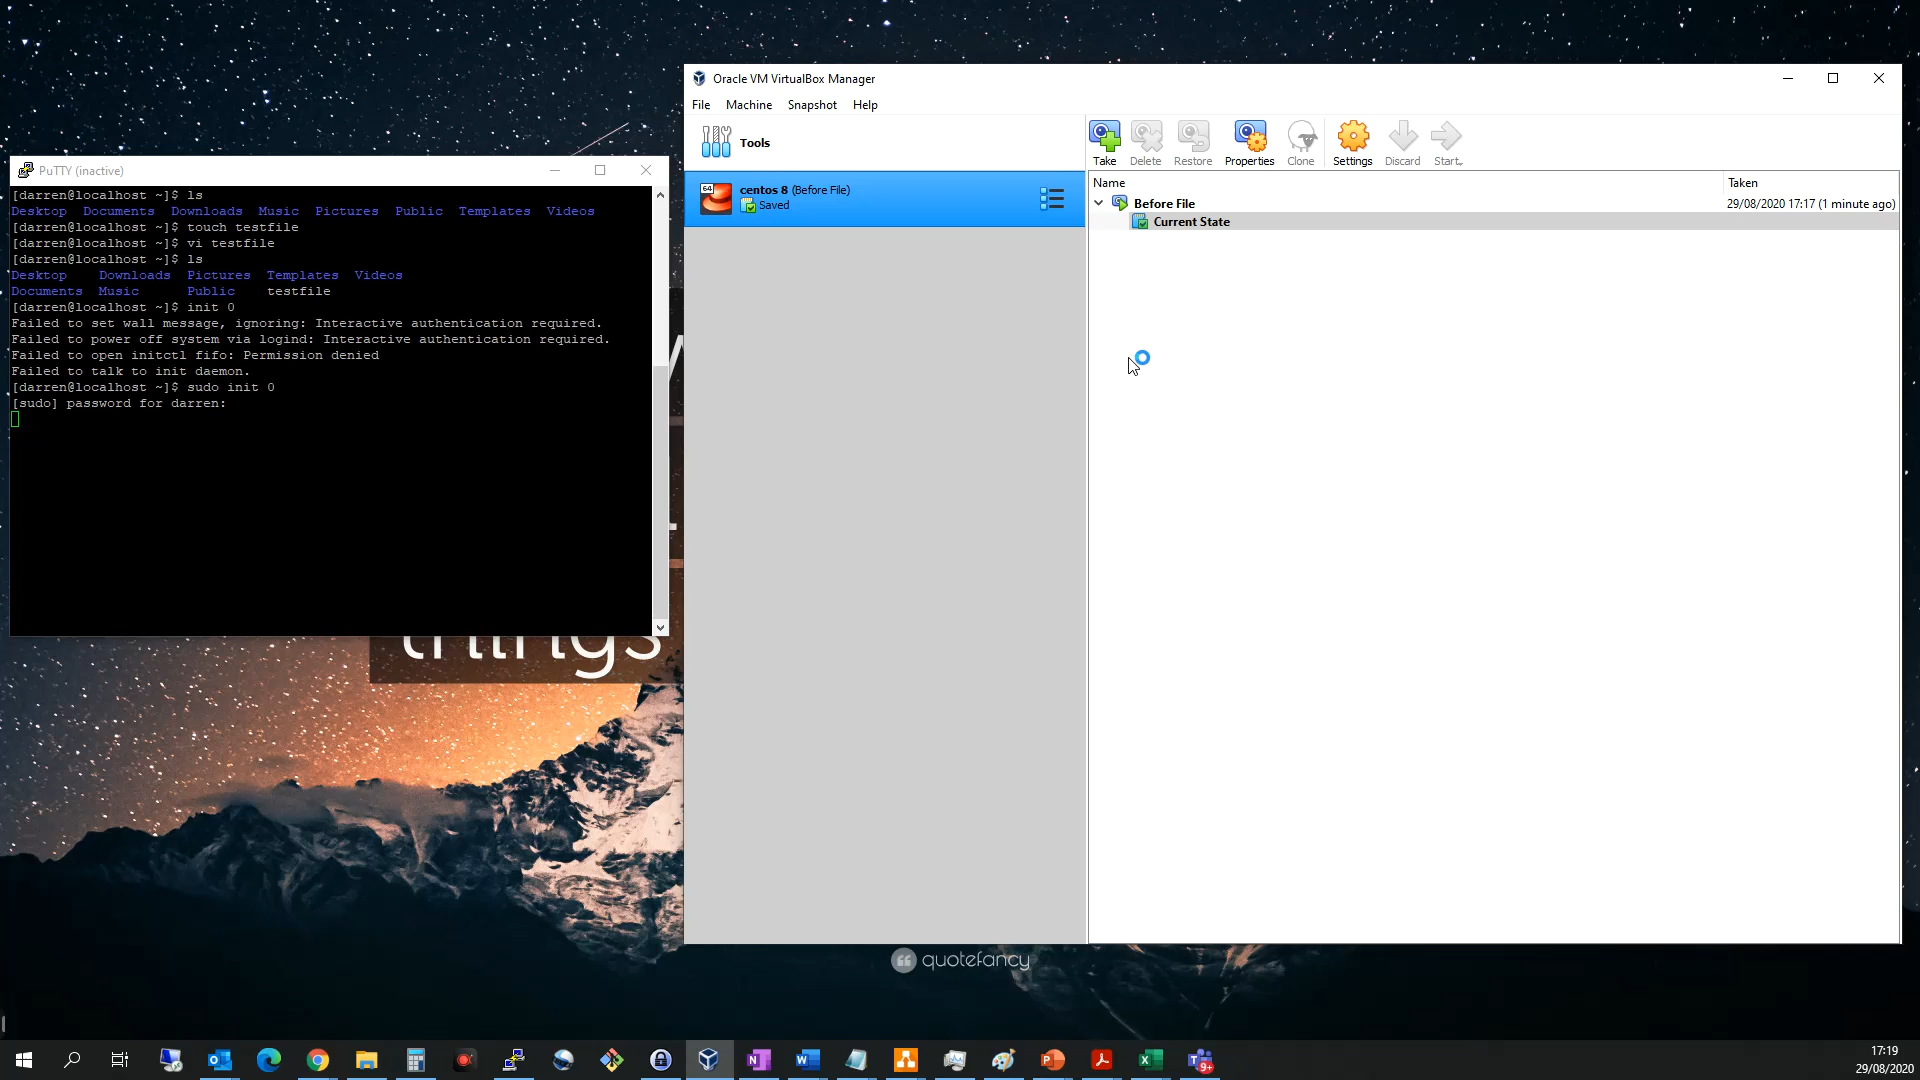 PuTTY (inactive)
[darren@localhost ~]$ ls
Desktop Documents Downloads Music Pictures Public Templates Videos
[darren@localhost ~]$ touch testfile
[darren@localhost ~]$ vi testfile
[darren@localhost ~]$ ls
Desktop Downloads Pictures Templates Videos
Documents Music Public testfile
[darren@localhost ~]$ init 0
Failed to set wall message, ignoring: Interactive authentication required.
Failed to power off system via logind: Interactive authentication required.
Failed to open initctl fifo: Permission denied
Failed to talk to init daemon.
[darren@localhost ~]$ sudo init 0
[sudo] password for darren:
things
Oracle VM VirtualBox Manager
File Machine Snapshot Help
Tools
Take Delete Restore Properties Clone Settings Discard Start
64
centos 8 (Before File)
Saved
Name Taken
Before File 29/08/2020 17:17 (1 minute ago)
Current State
quotefancy
9+
17:19
29/08/2020